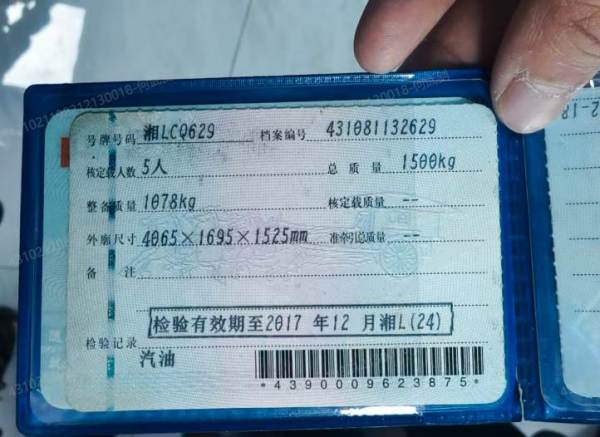 号牌号码 湘LCQ629 档案编号 431081132629
核定载人数 5人 总质量 1500kg
整备质量 1078kg 核定载质量 --
外廓尺寸 4065×1695×1525mm 准牵引总质量 --
备注
检验有效期至2017 年12 月湘L(24)
检验记录
汽油
*4390009623875*
2-18